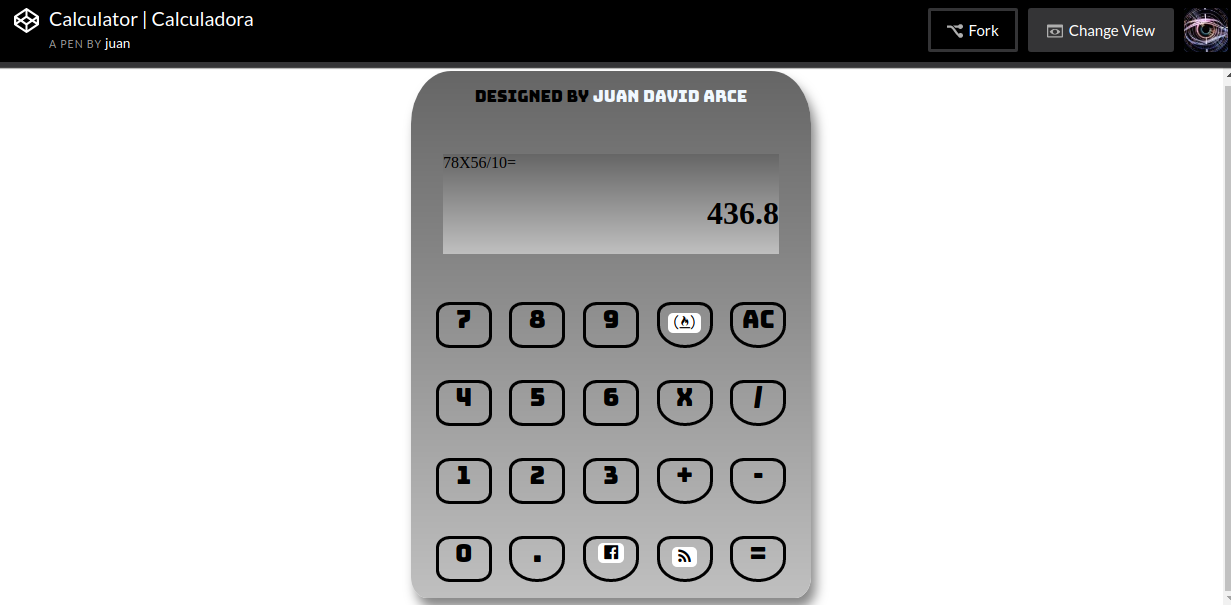 Calculator | Calculadora
A PEN BY juan
Fork
Change View
DESIGNED BY JUAN DAVID ARCE
78X56/10=
436.8
7 8 9 AC
4 5 6 X /
1 2 3 + -
0 . =